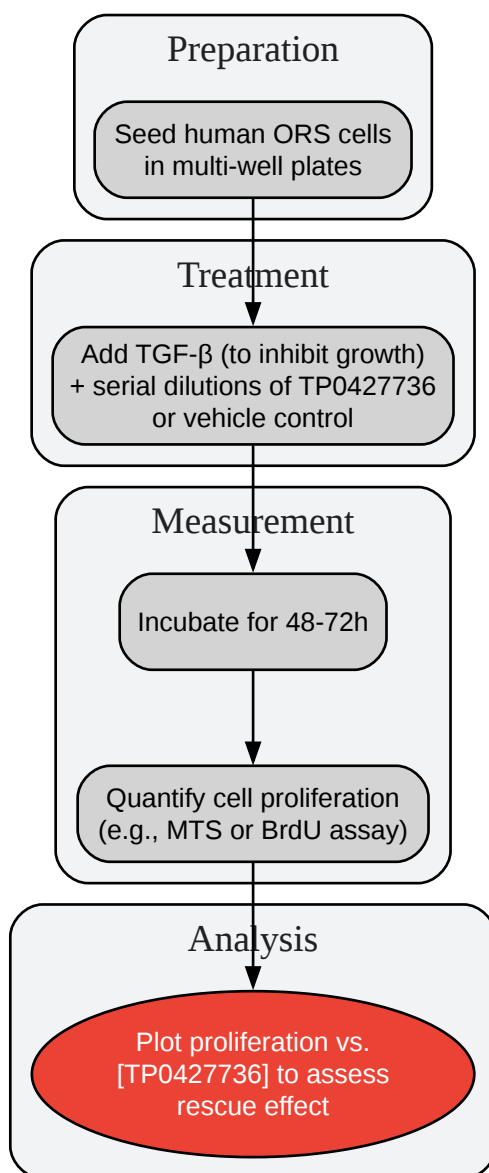 Preparation
Seed human ORS cells
in multi-well plates
Treatment
Add TGF-β (to inhibit growth)
+ serial dilutions of TP0427736
or vehicle control
Measurement
Incubate for 48-72h
Quantify cell proliferation
(e.g., MTS or BrdU assay)
Analysis
Plot proliferation vs.
[TP0427736] to assess
rescue effect